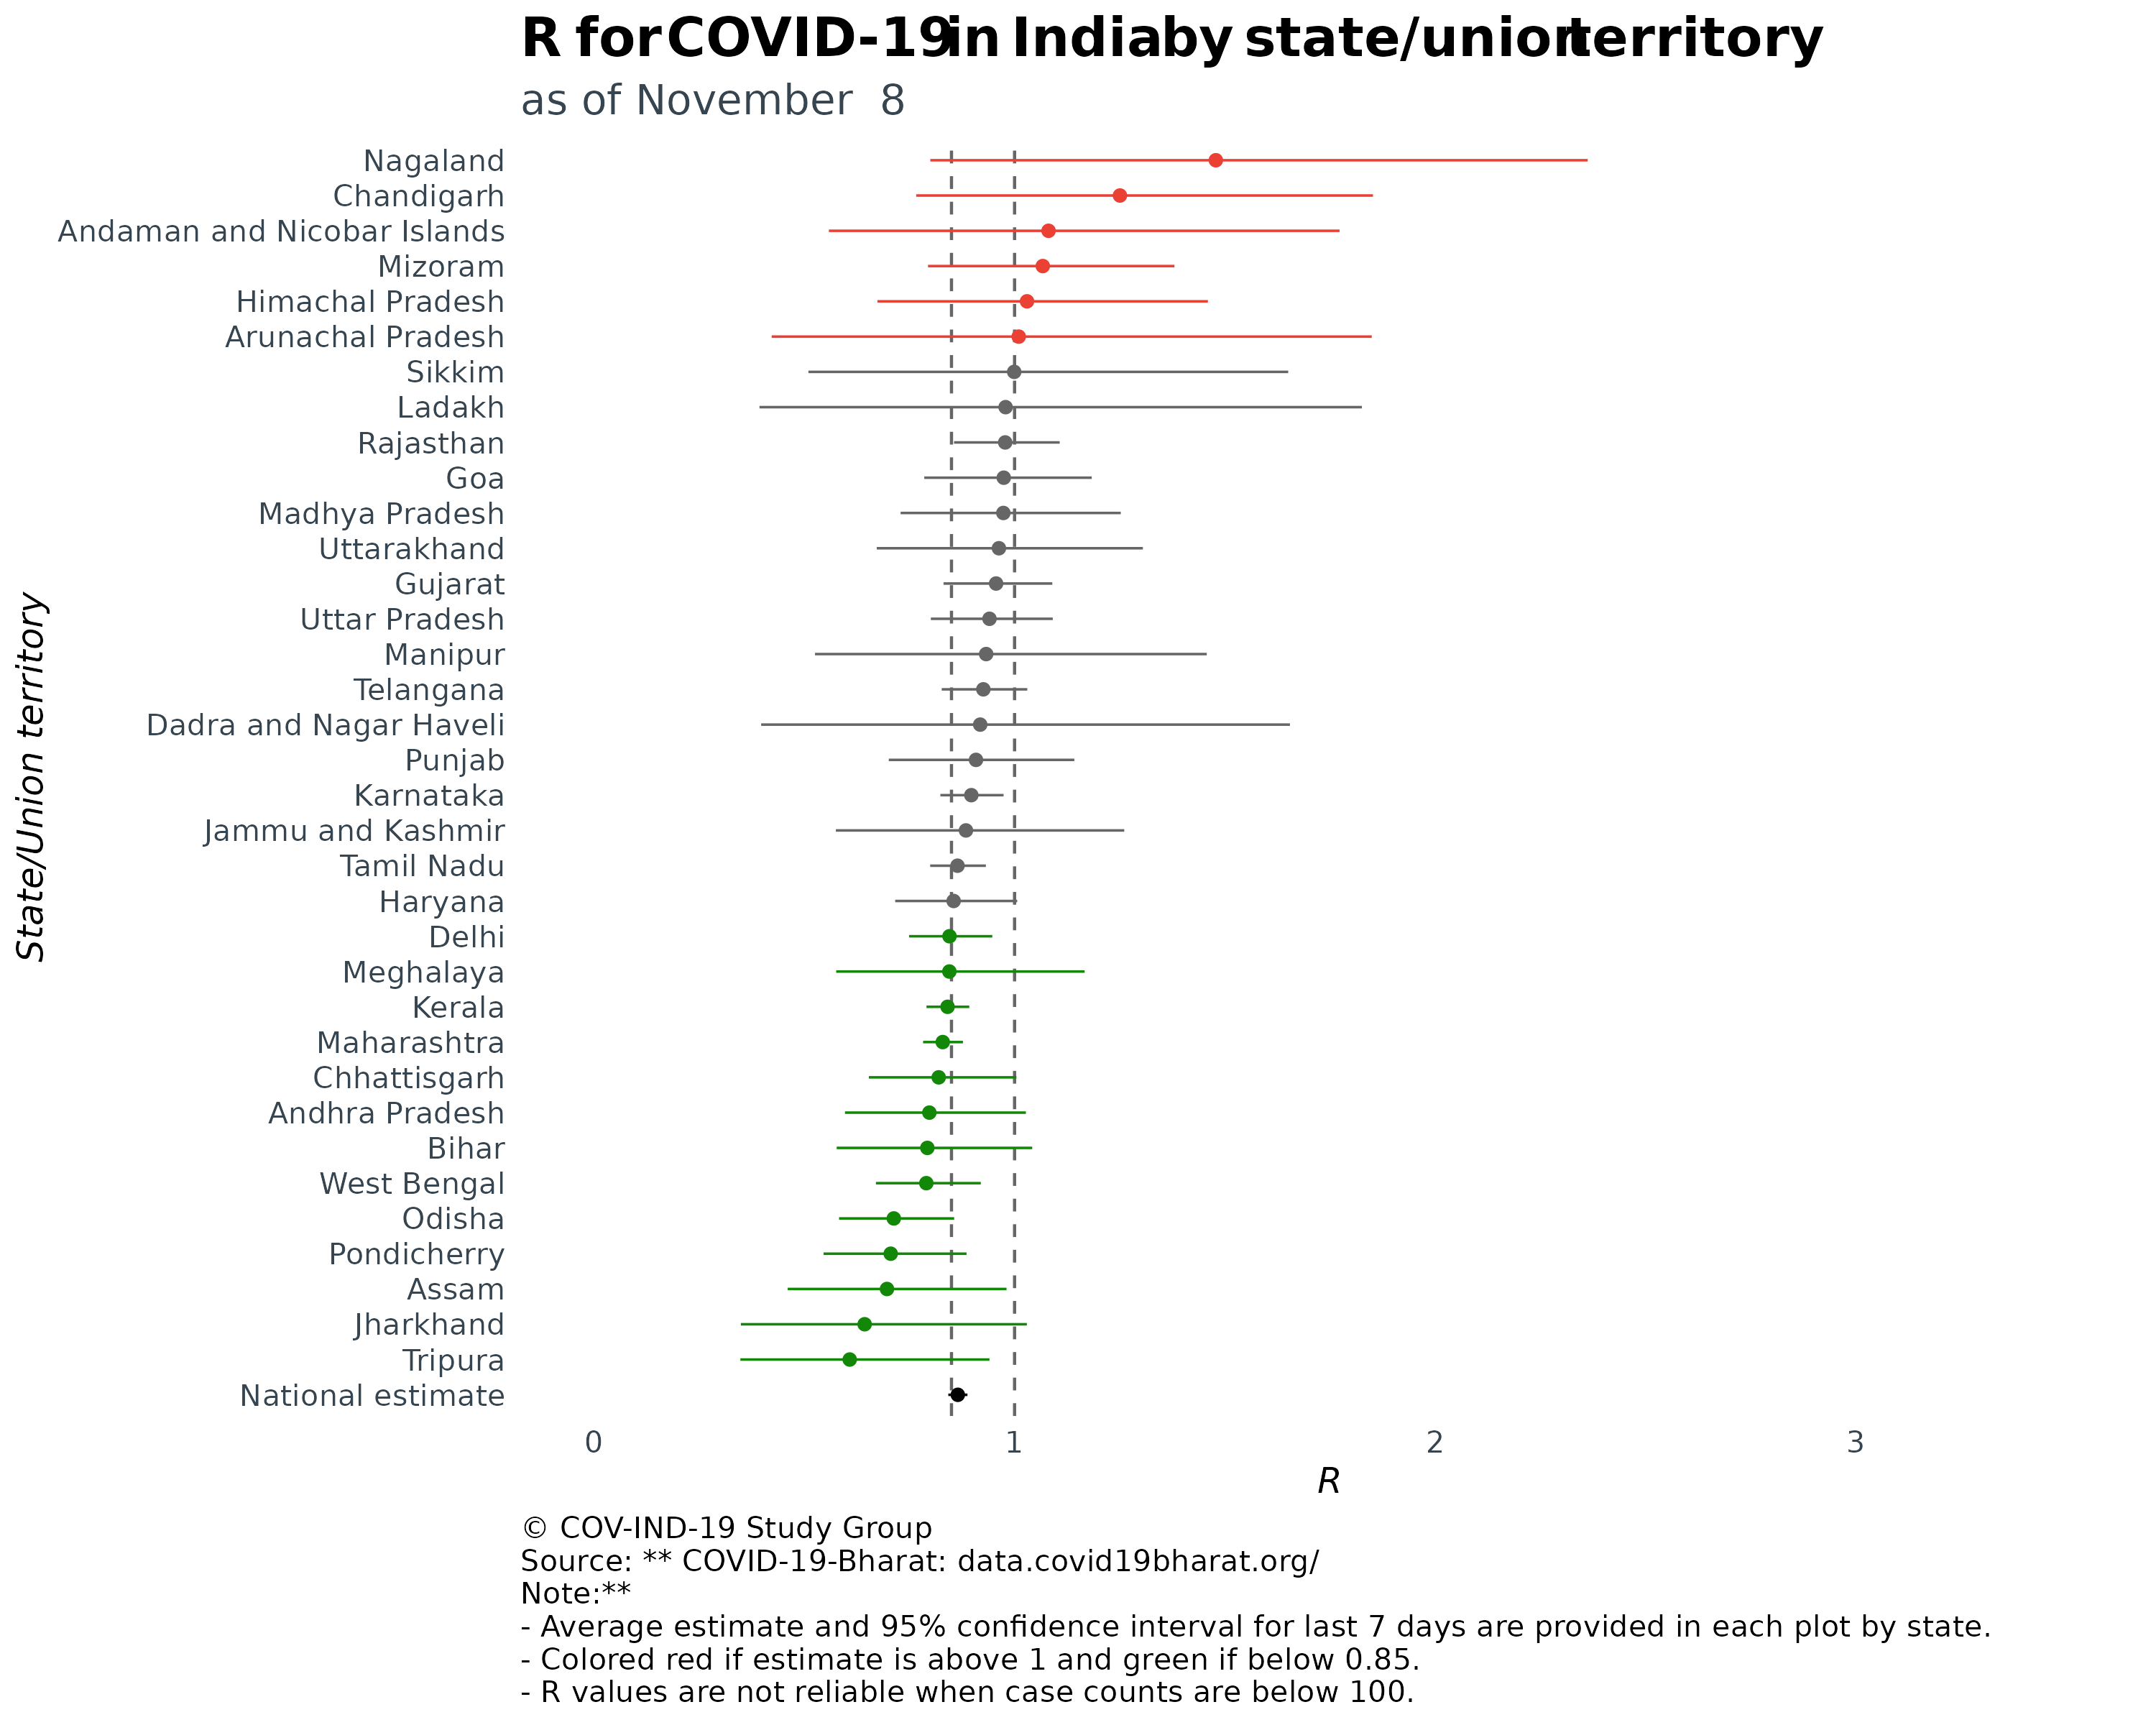 R for COVID-19 in India by state/union territory
as of November  8
Nagaland
Chandigarh
Andaman and Nicobar Islands
Mizoram
Himachal Pradesh
Arunachal Pradesh
Sikkim
Ladakh
Rajasthan
Goa
Madhya Pradesh
Uttarakhand
Gujarat
Uttar Pradesh
Manipur
Telangana
Dadra and Nagar Haveli
Punjab
Karnataka
Jammu and Kashmir
Tamil Nadu
Haryana
Delhi
Meghalaya
Kerala
Maharashtra
Chhattisgarh
Andhra Pradesh
Bihar
West Bengal
Odisha
Pondicherry
Assam
Jharkhand
Tripura
National estimate
State/Union territory
0 1 2 3
R
© COV-IND-19 Study Group
Source: ** COVID-19-Bharat: data.covid19bharat.org/
Note:**
- Average estimate and 95% confidence interval for last 7 days are provided in each plot by state.
- Colored red if estimate is above 1 and green if below 0.85.
- R values are not reliable when case counts are below 100.